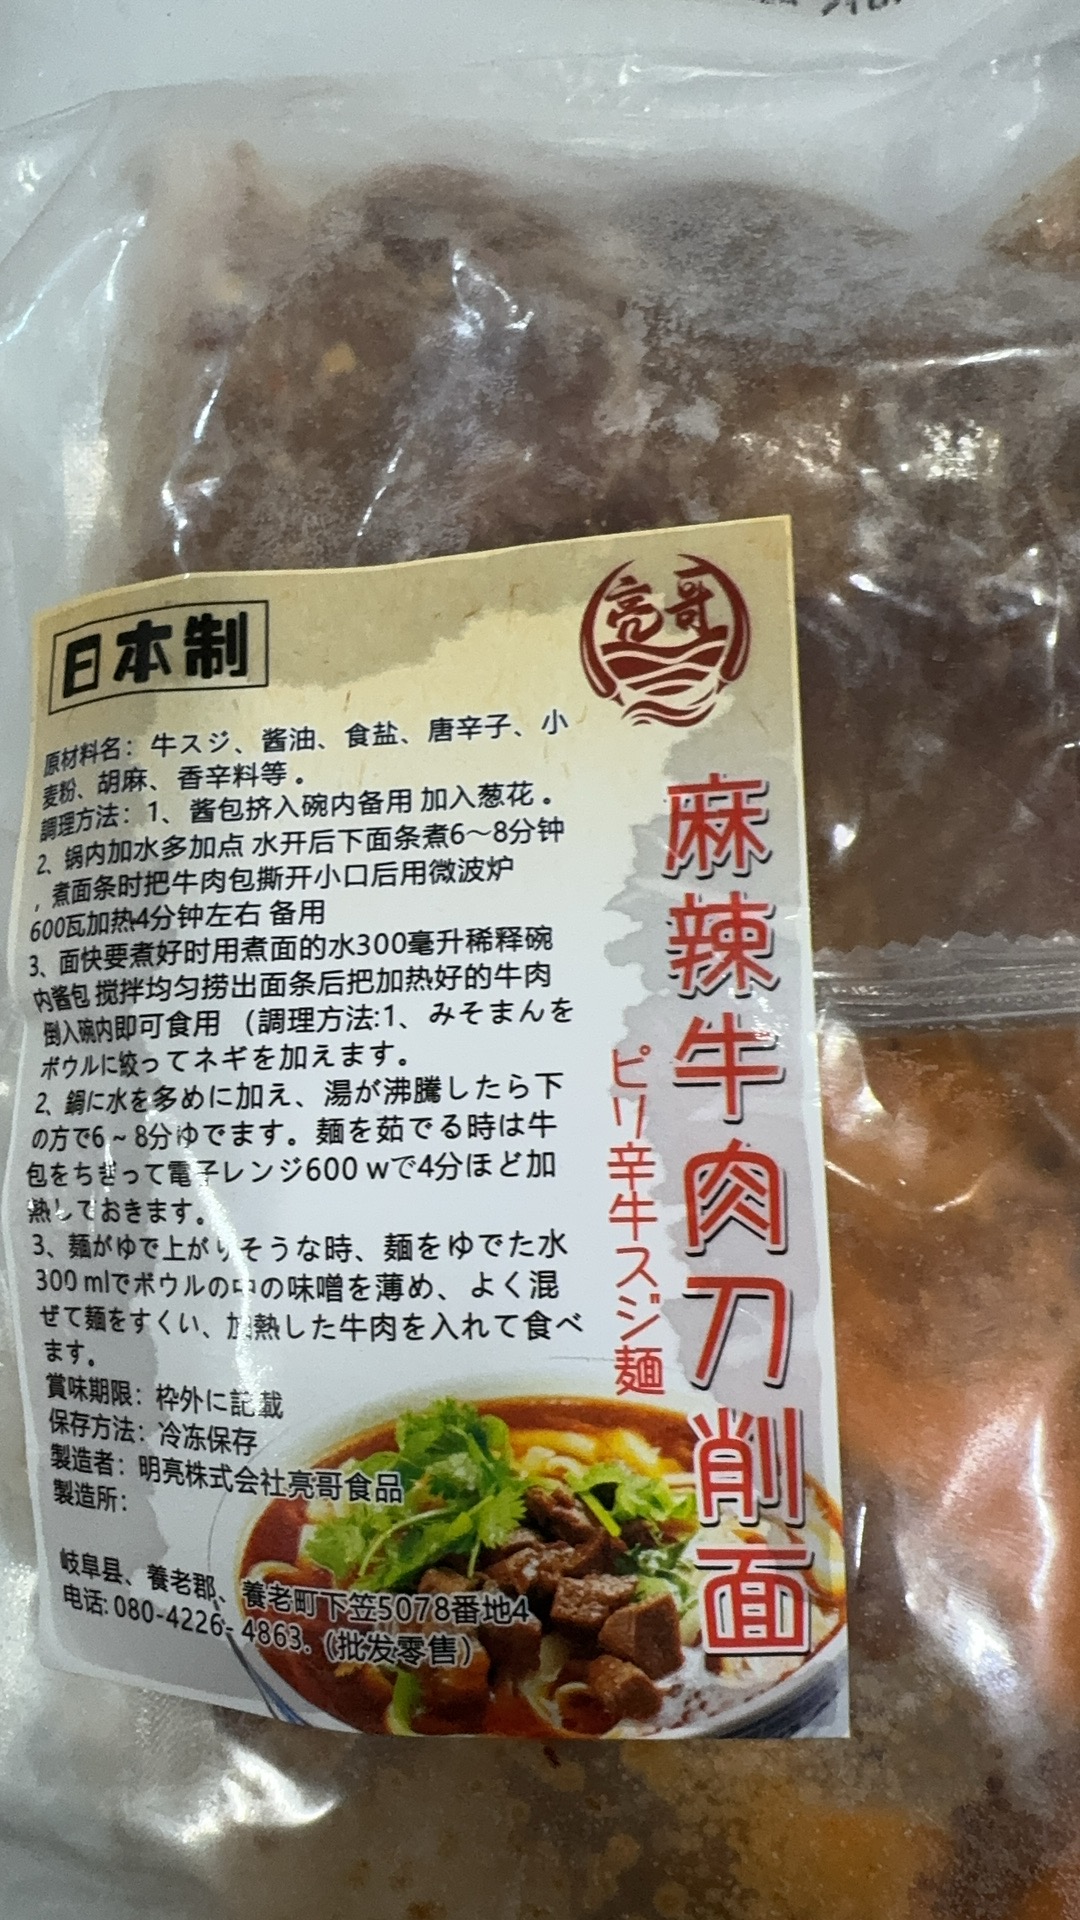 亮哥
日本制
原材料名：牛スジ、酱油、食盐、唐辛子、小
麦粉、胡麻、香辛料等。
調理方法：1、酱包挤入碗内备用 加入葱花。
2、锅内加水多加点 水开后下面条煮6～8分钟
，煮面条时把牛肉包撕开小口后用微波炉
600瓦加热4分钟左右 备用
3、面快要煮好时用煮面的水300毫升稀释碗
内酱包 搅拌均匀捞出面条后把加热好的牛肉
倒入碗内即可食用 （調理方法:1、みそまんを
ボウルに絞ってネギを加えます。
2、鍋に水を多めに加え、湯が沸騰したら下
の方で6～8分ゆでます。麺を茹でる時は牛
包をちぎって電子レンジ600 wで4分ほど加
熱しておきます。
3、麺がゆで上がりそうな時、麺をゆでた水
300 mlでボウルの中の味噌を薄め、よく混
ぜて麺をすくい、加熱した牛肉を入れて食べ
ます。
賞味期限：枠外に記載
保存方法：冷冻保存
製造者：明亮株式会社亮哥食品
製造所：
岐阜县、養老郡、養老町下笠5078番地4
电话: 080-4226-4863.（批发零售）
麻辣牛肉刀削面
ピリ辛牛スジ麺